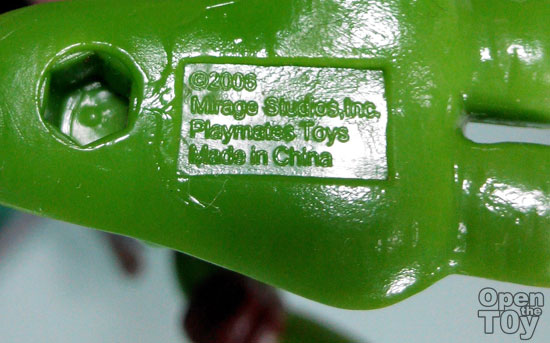 ©2006
Mirage Studios,Inc.
Playmates Toys
Made in China
Open
the
TOy